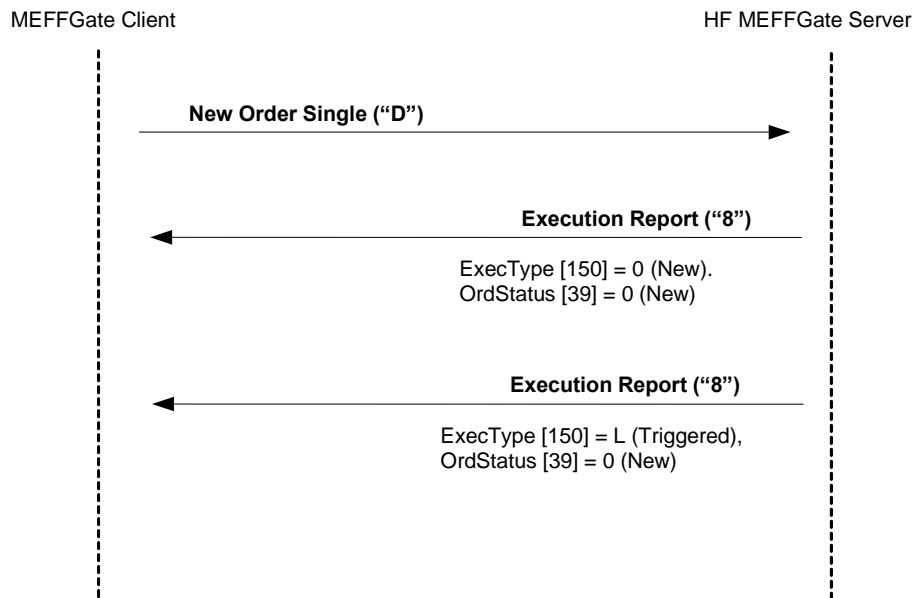 MEFFGate Client
HF MEFFGate Server
New Order Single (“D”)
Execution Report (“8”)
ExecType [150] = 0 (New).
OrdStatus [39] = 0 (New)
Execution Report (“8”)
ExecType [150] = L (Triggered),
OrdStatus [39] = 0 (New)